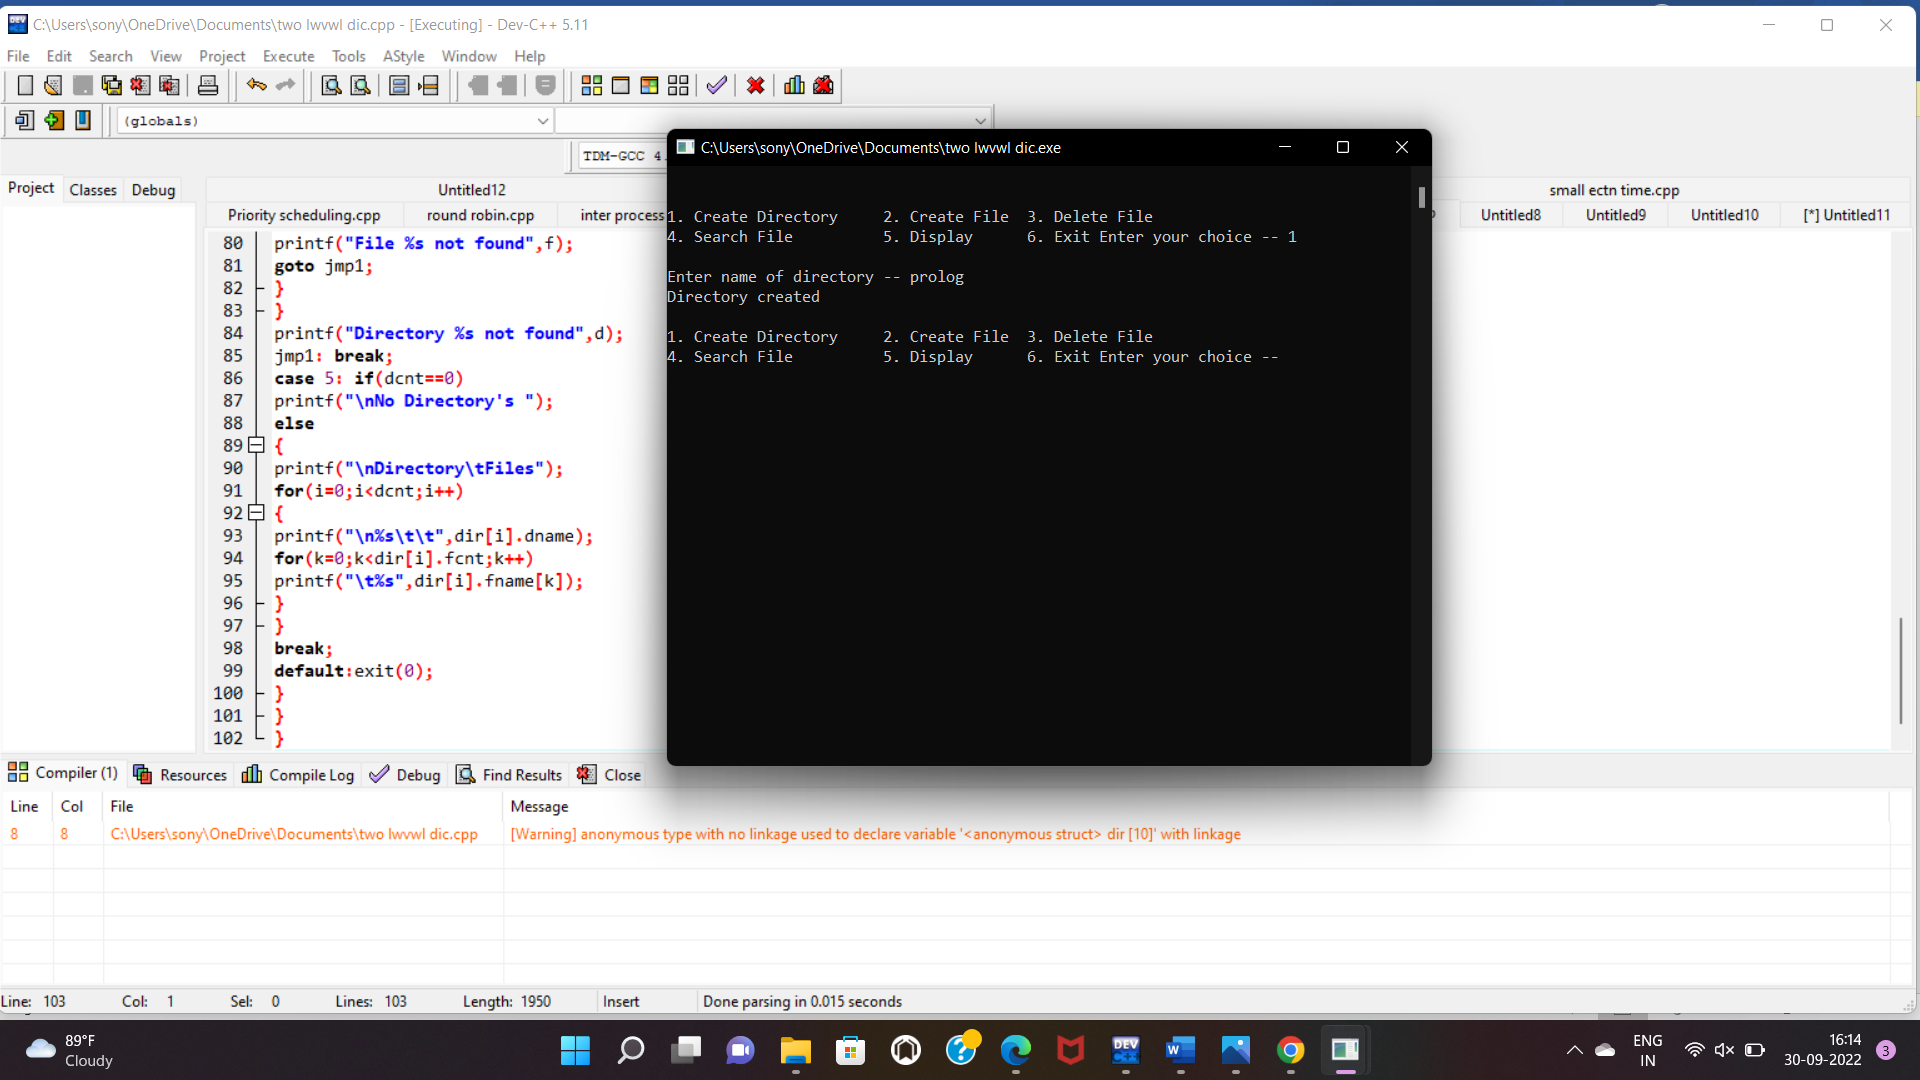 C:\Users\sony\OneDrive\Documents\two lwvwl dic.cpp - [Executing] - Dev-C++ 5.11
File Edit Search View Project Execute Tools AStyle Window Help
(globals)
TDM-GCC 4.
Project Classes Debug
Untitled12
small ectn time.cpp
Priority scheduling.cpp round robin.cpp inter process
Untitled8 Untitled9 Untitled10 [*] Untitled11
80 printf("File %s not found",f);
81 goto jmp1;
82 }
83 }
84 printf("Directory %s not found",d);
85 jmp1: break;
86 case 5: if(dcnt==0)
87 printf("\nNo Directory's ");
88 else
89 {
90 printf("\nDirectory\tFiles");
91 for(i=0;i<dcnt;i++)
92 {
93 printf("\n%s\t\t",dir[i].dname);
94 for(k=0;k<dir[i].fcnt;k++)
95 printf("\t%s",dir[i].fname[k]);
96 }
97 }
98 break;
99 default:exit(0);
100 }
101 }
102 }
C:\Users\sony\OneDrive\Documents\two lwvwl dic.exe
1. Create Directory 2. Create File 3. Delete File
4. Search File 5. Display 6. Exit Enter your choice -- 1
Enter name of directory -- prolog
Directory created
1. Create Directory 2. Create File 3. Delete File
4. Search File 5. Display 6. Exit Enter your choice --
Compiler (1) Resources Compile Log Debug Find Results Close
Line Col File Message
8 8 C:\Users\sony\OneDrive\Documents\two lwvwl dic.cpp [Warning] anonymous type with no linkage used to declare variable '<anonymous struct> dir [10]' with linkage
Line: 103 Col: 1 Sel: 0 Lines: 103 Length: 1950 Insert Done parsing in 0.015 seconds
89°F
Cloudy
DEV
C++
W
ENG
IN
16:14
30-09-2022
3